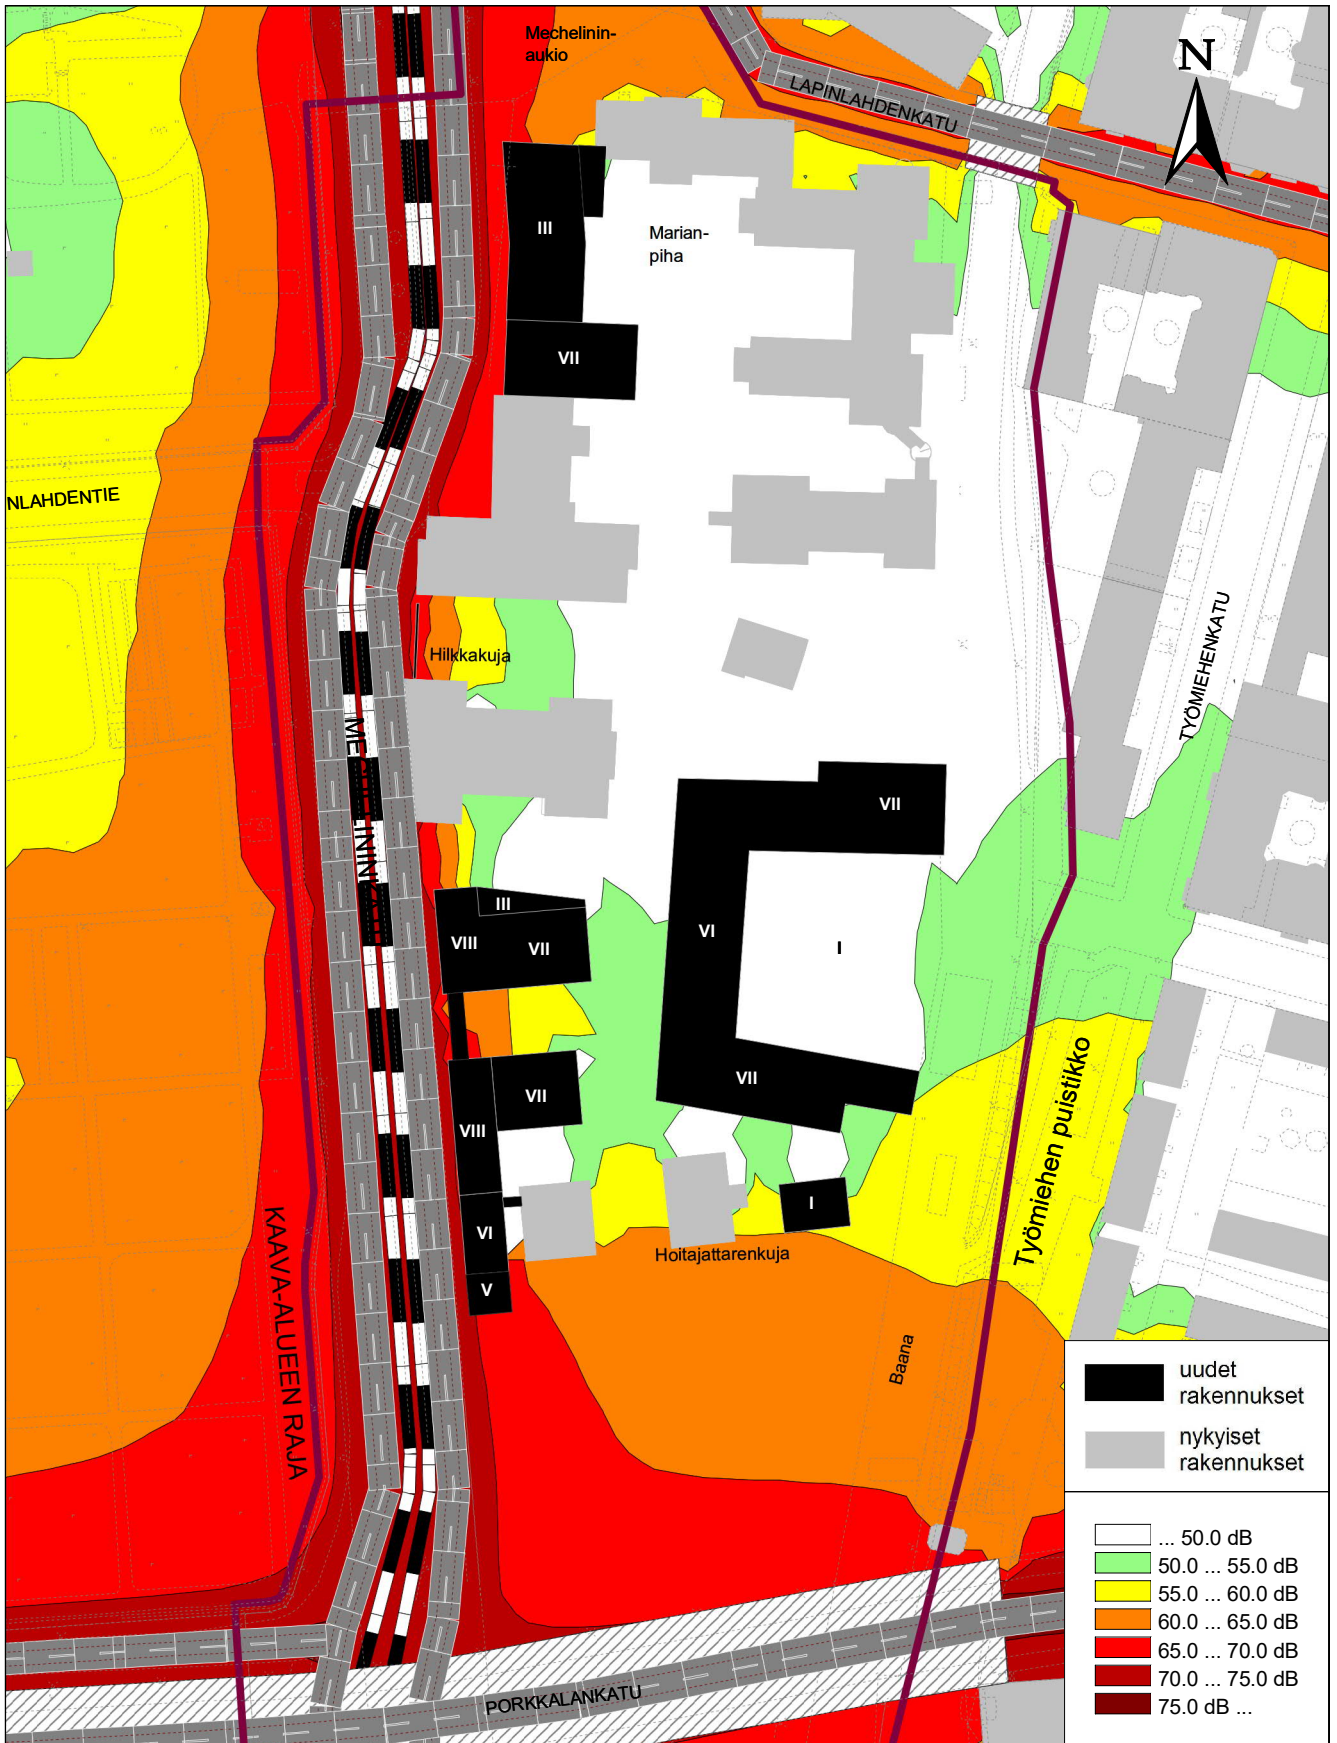 Mechelinin-
aukio
N
LAPINLAHDENKATU
III
Marian-
piha
VII
NLAHDENTIE
Hilkkakuja
TYÖMIEHENKATU
VII
III
VIII
VII
VI
I
VII
VII
VIII
Työmiehen puistikko
I
VI
Hoitajattarenkuja
V
KAAVA-ALUEEN RAJA
Baana
PORKKALANKATU
uudet
rakennukset
nykyiset
rakennukset
... 50.0 dB
50.0 ... 55.0 dB
55.0 ... 60.0 dB
60.0 ... 65.0 dB
65.0 ... 70.0 dB
70.0 ... 75.0 dB
75.0 dB ...